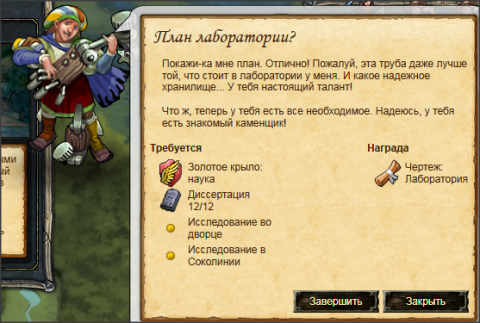 План лаборатории?
Покажи-ка мне план. Отлично! Пожалуй, эта труба даже лучше
той, что стоит в лаборатории у меня. И какое надежное
хранилище... У тебя настоящий талант!
Что ж, теперь у тебя есть все необходимое. Надеюсь, у тебя
есть знакомый каменщик!
Требуется
Награда
Золотое крыло:
наука
Чертеж:
Лаборатория
Диссертация
12/12
Исследование во
дворце
Исследование в
Соколинии
Завершить
Закрыть